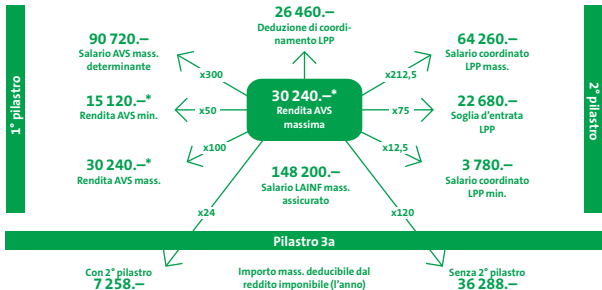 26 460.–
Deduzione di coordi-
namento LPP
90 720.–
Salario AVS mass.
determinante
64 260.–
Salario coordinato
LPP mass.
x300
x212,5
1° pilastro
2° pilastro
15 120.–*
Rendita AVS min.
x50
30 240.–*
Rendita AVS
massima
x75
22 680.–
Soglia d'entrata
LPP
x100
x12,5
30 240.–*
Rendita AVS mass.
148 200.–
Salario LAINF mass.
assicurato
3 780.–
Salario coordinato
LPP min.
x24
x120
Pilastro 3a
Con 2° pilastro
7 258.–
Importo mass. deducibile dal
reddito imponibile (l'anno)
Senza 2° pilastro
36 288.–